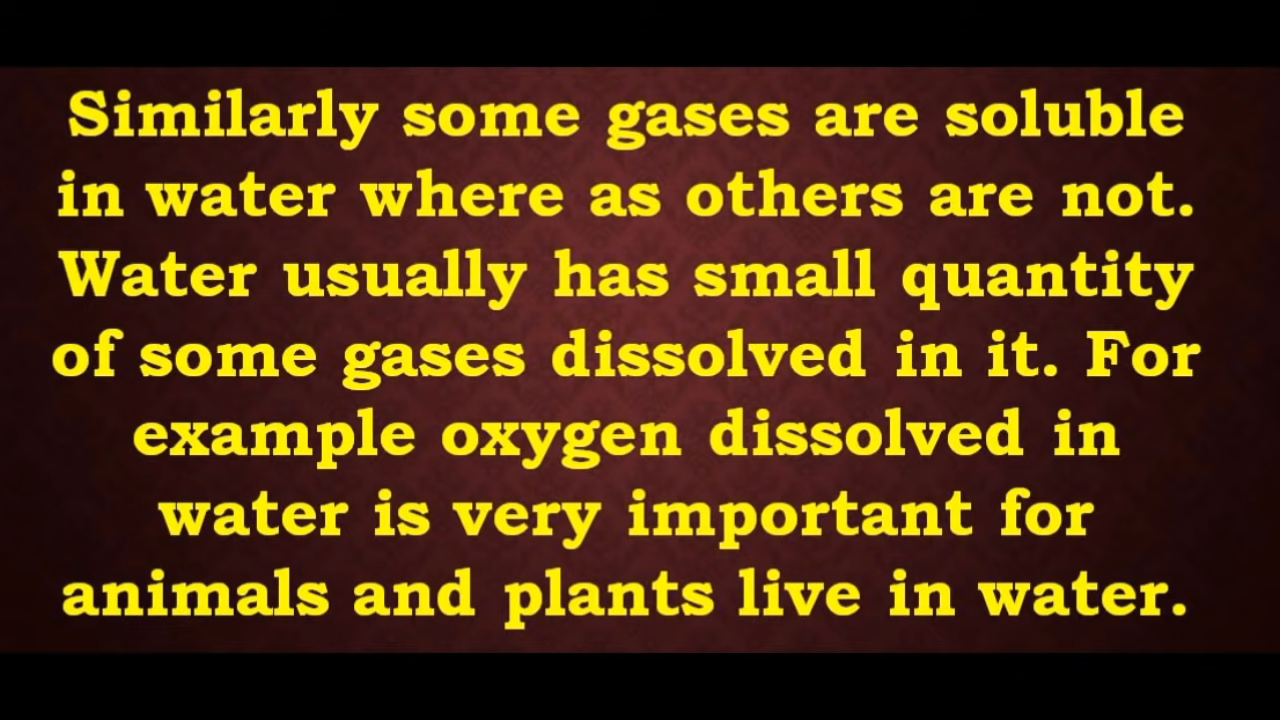 Similarly some gases are soluble
in water where as others are not.
Water usually has small quantity
of some gases dissolved in it. For
example oxygen dissolved in
water is very important for
animals and plants live in water.